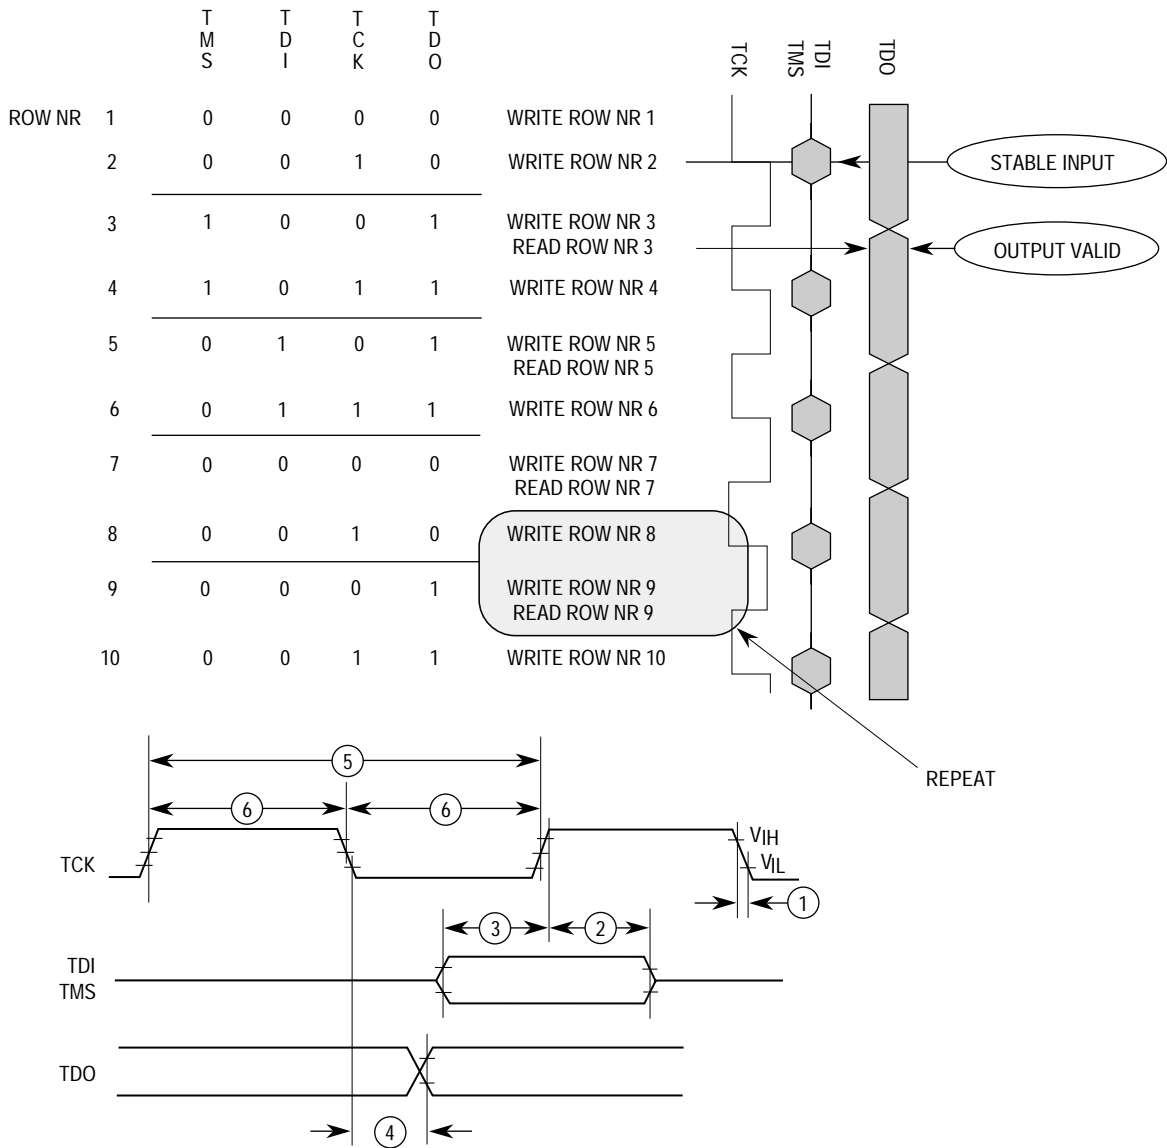 TMS TDI TCK TDO
TCK TMS TDI TDO
ROW NR 1 0 0 0 0 WRITE ROW NR 1
2 0 0 1 0 WRITE ROW NR 2 STABLE INPUT
3 1 0 0 1 WRITE ROW NR 3
READ ROW NR 3 OUTPUT VALID
4 1 0 1 1 WRITE ROW NR 4
5 0 1 0 1 WRITE ROW NR 5
READ ROW NR 5
6 0 1 1 1 WRITE ROW NR 6
7 0 0 0 0 WRITE ROW NR 7
READ ROW NR 7
8 0 0 1 0 WRITE ROW NR 8
9 0 0 0 1 WRITE ROW NR 9
READ ROW NR 9
10 0 0 1 1 WRITE ROW NR 10
REPEAT
5
6 6
VIH
TCK VIL
1
3 2
TDI
TMS
TDO
4